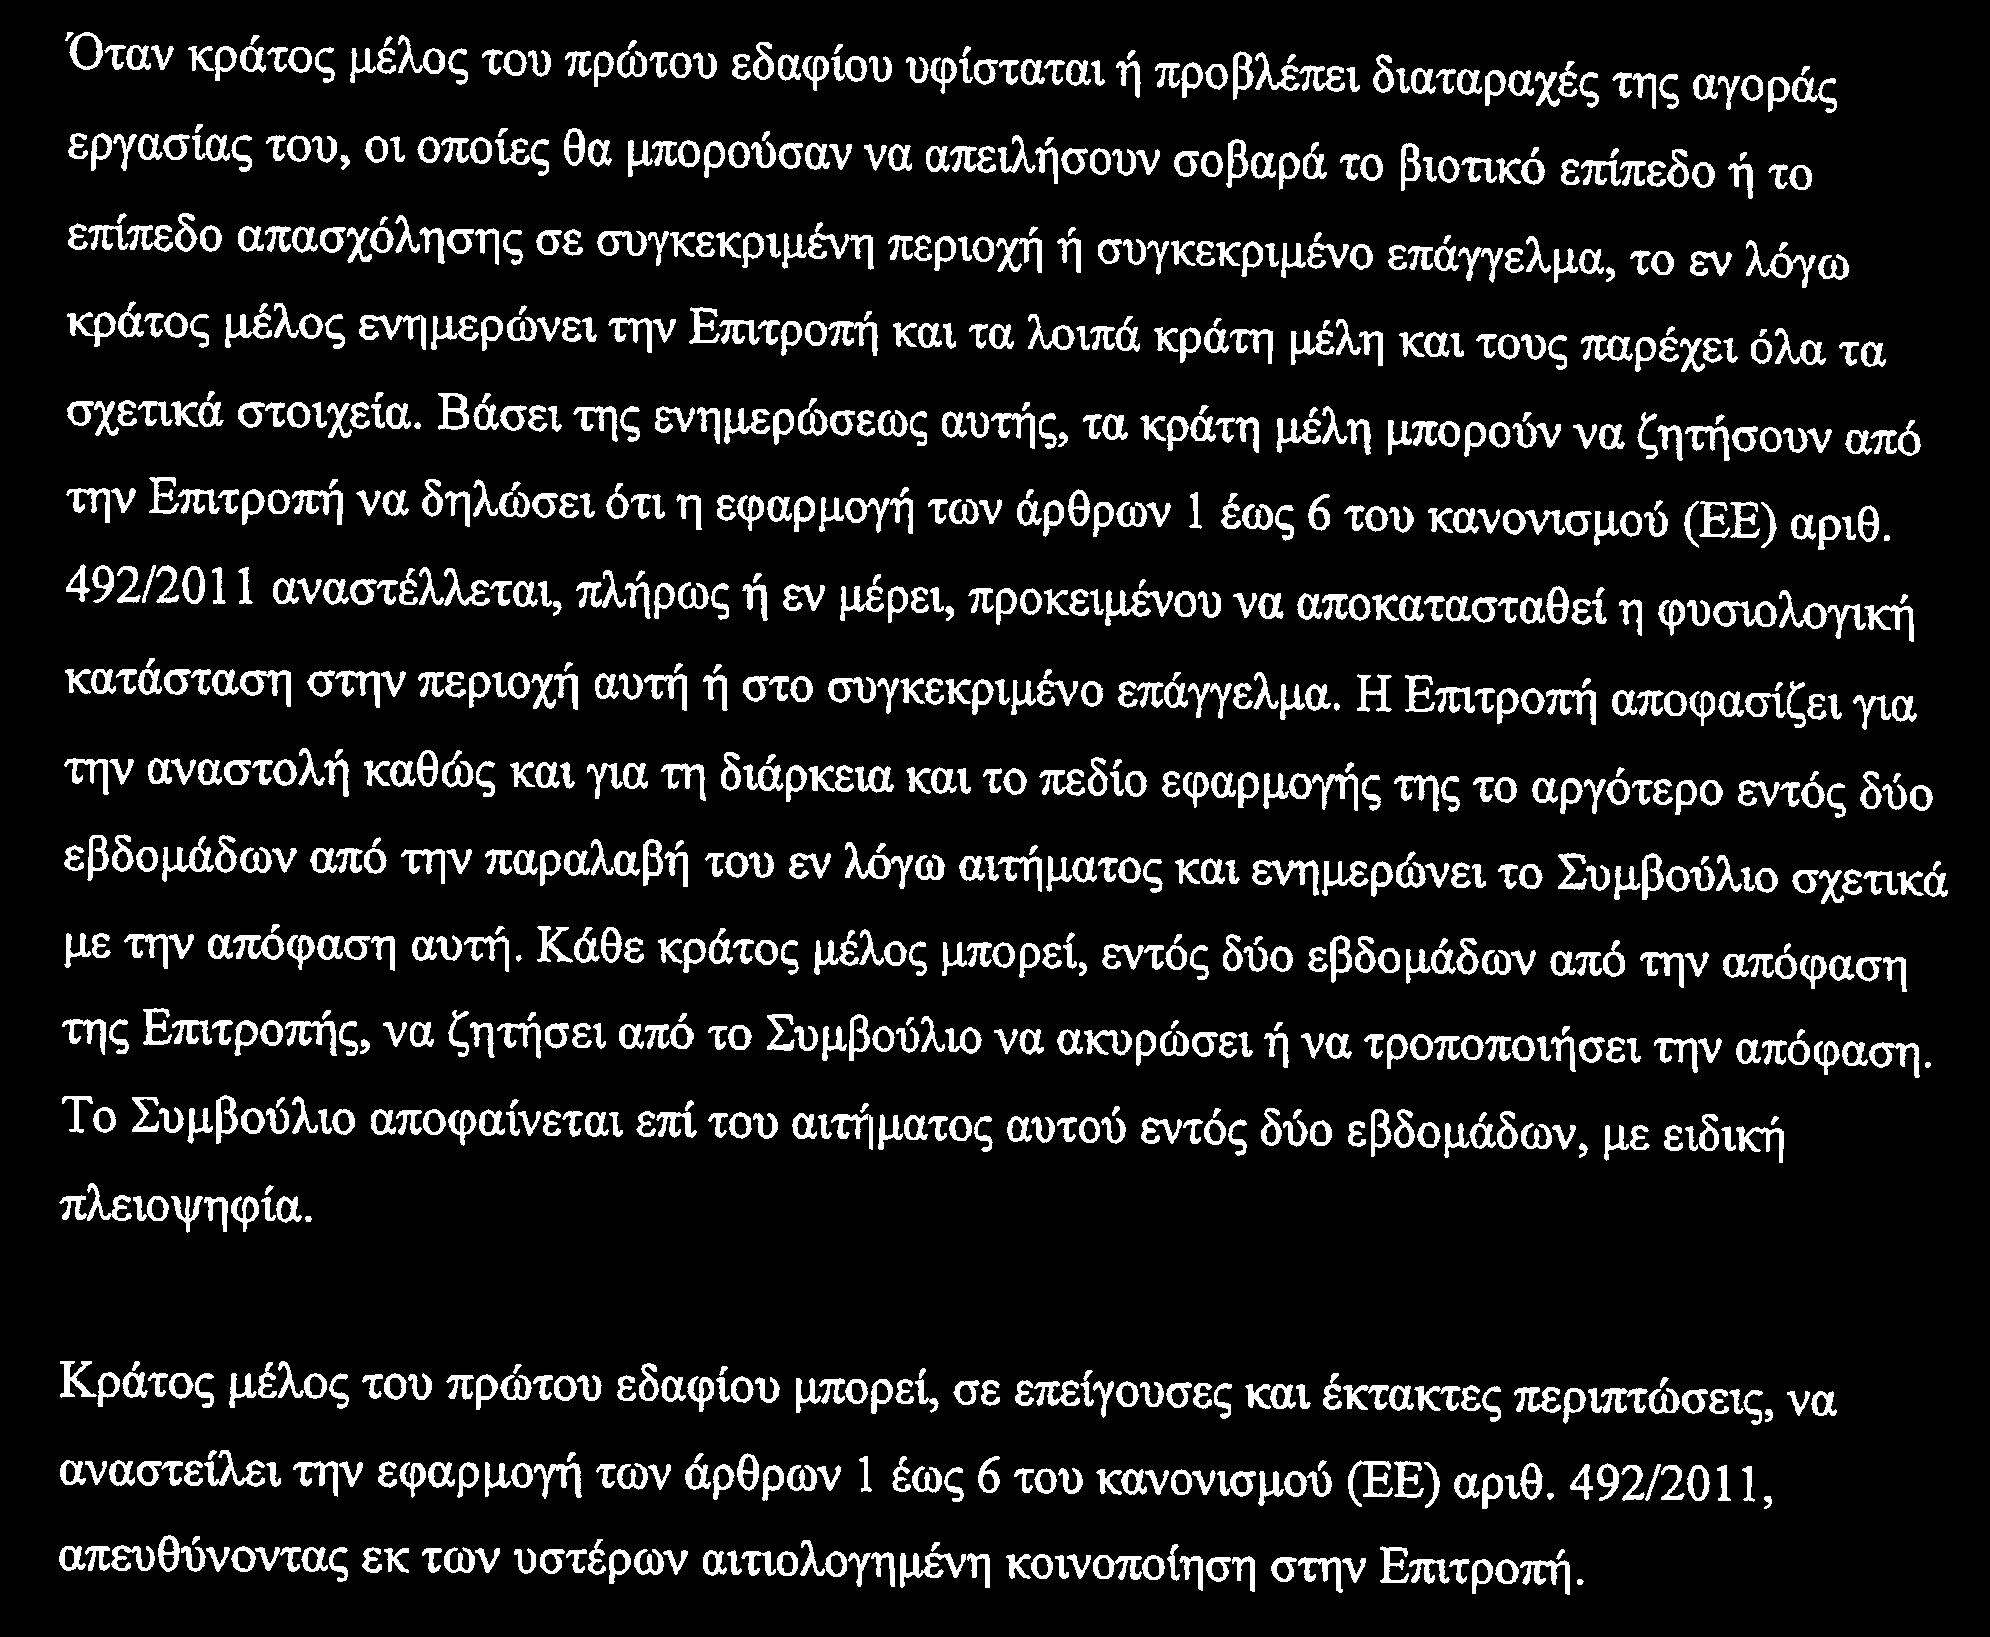 Όταν κράτος μέλος του πρώτου εδαφίου υφίσταται ή προβλέπει διαταραχές της αγοράς
εργασίας του, οι οποίες θα μπορούσαν να απειλήσουν σοβαρά το βιοτικό επίπεδο ή το
επίπεδο απασχόλησης σε συγκεκριμένη περιοχή ή συγκεκριμένο επάγγελμα, το εν λόγω
κράτος μέλος ενημερώνει την Επιτροπή και τα λοιπά κράτη μέλη και τους παρέχει όλα τα
σχετικά στοιχεία. Βάσει της ενημερώσεως αυτής, τα κράτη μέλη μπορούν να ζητήσουν από
την Επιτροπή να δηλώσει ότι η εφαρμογή των άρθρων 1 έως 6 του κανονισμού (ΕΕ) αριθ.
492/2011 αναστέλλεται, πλήρως ή εν μέρει, προκειμένου να αποκατασταθεί η φυσιολογική
κατάσταση στην περιοχή αυτή ή στο συγκεκριμένο επάγγελμα. Η Επιτροπή αποφασίζει για
την αναστολή καθώς και για τη διάρκεια και το πεδίο εφαρμογής της το αργότερο εντός δύο
εβδομάδων από την παραλαβή του εν λόγω αιτήματος και ενημερώνει το Συμβούλιο σχετικά
με την απόφαση αυτή. Κάθε κράτος μέλος μπορεί, εντός δύο εβδομάδων από την απόφαση
της Επιτροπής, να ζητήσει από το Συμβούλιο να ακυρώσει ή να τροποποιήσει την απόφαση.
Το Συμβούλιο αποφαίνεται επί του αιτήματος αυτού εντός δύο εβδομάδων, με ειδική
πλειοψηφία.
Κράτος μέλος του πρώτου εδαφίου μπορεί, σε επείγουσες και έκτακτες περιπτώσεις, να
αναστείλει την εφαρμογή των άρθρων 1 έως 6 του κανονισμού (ΕΕ) αριθ. 492/2011,
απευθύνοντας εκ των υστέρων αιτιολογημένη κοινοποίηση στην Επιτροπή.